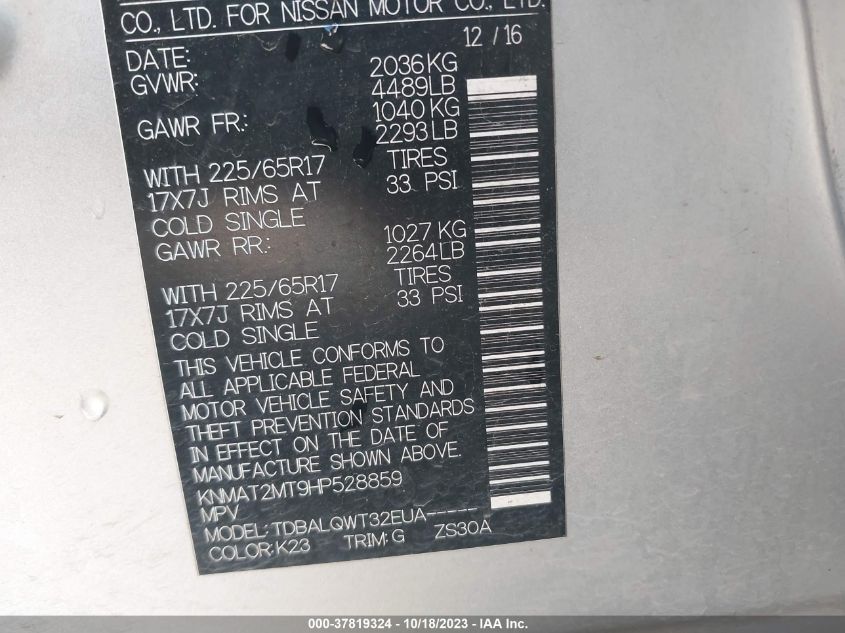 CO., LTD. FOR NISSAN MOTOR CO., LTD.
DATE: 12 / 16
GVWR: 2036KG
4489LB
GAWR FR: 1040KG
2293LB
WITH 225/65R17 TIRES
17X7J RIMS AT 33 PSI
COLD SINGLE
GAWR RR: 1027 KG
2264LB
WITH 225/65R17 TIRES
17X7J RIMS AT 33 PSI
COLD SINGLE
THIS VEHICLE CONFORMS TO
ALL APPLICABLE FEDERAL
MOTOR VEHICLE SAFETY AND
THEFT PREVENTION STANDARDS
IN EFFECT ON THE DATE OF
MANUFACTURE SHOWN ABOVE.
KNMAT2MT9HP528859
MPV
MODEL: TDBALQWT32EUA-----
COLOR: K23 TRIM: G ZS30A
000-37819324 - 10/18/2023 - IAA Inc.